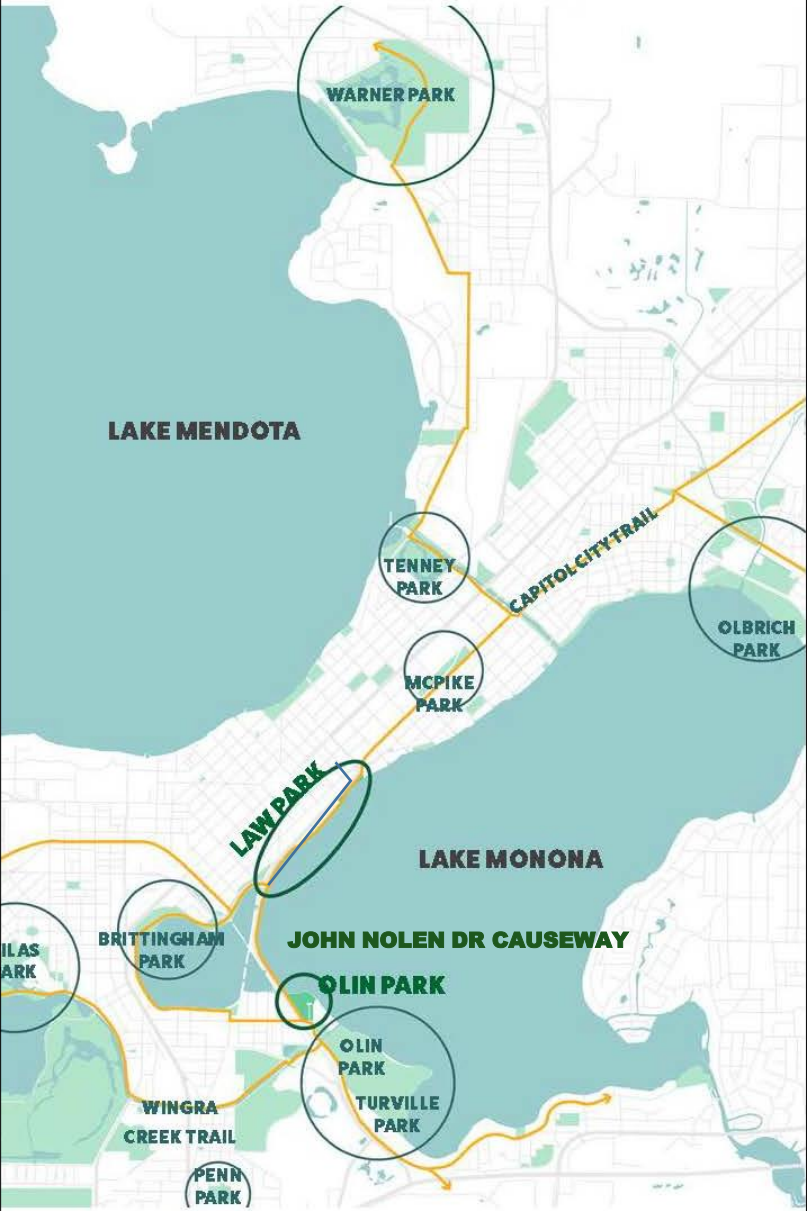 WARNER PARK
LAKE MENDOTA
TENNEY
PARK
CAPITOL CITY TRAIL
OLBRICH
PARK
MCPIKE
PARK
LAW PARK
LAKE MONONA
BRITTINGHAM
PARK
ILAS
ARK
JOHN NOLEN DR CAUSEWAY
OLIN PARK
OLIN
PARK
TURVILLE
PARK
WINGRA
CREEK TRAIL
PENN
PARK